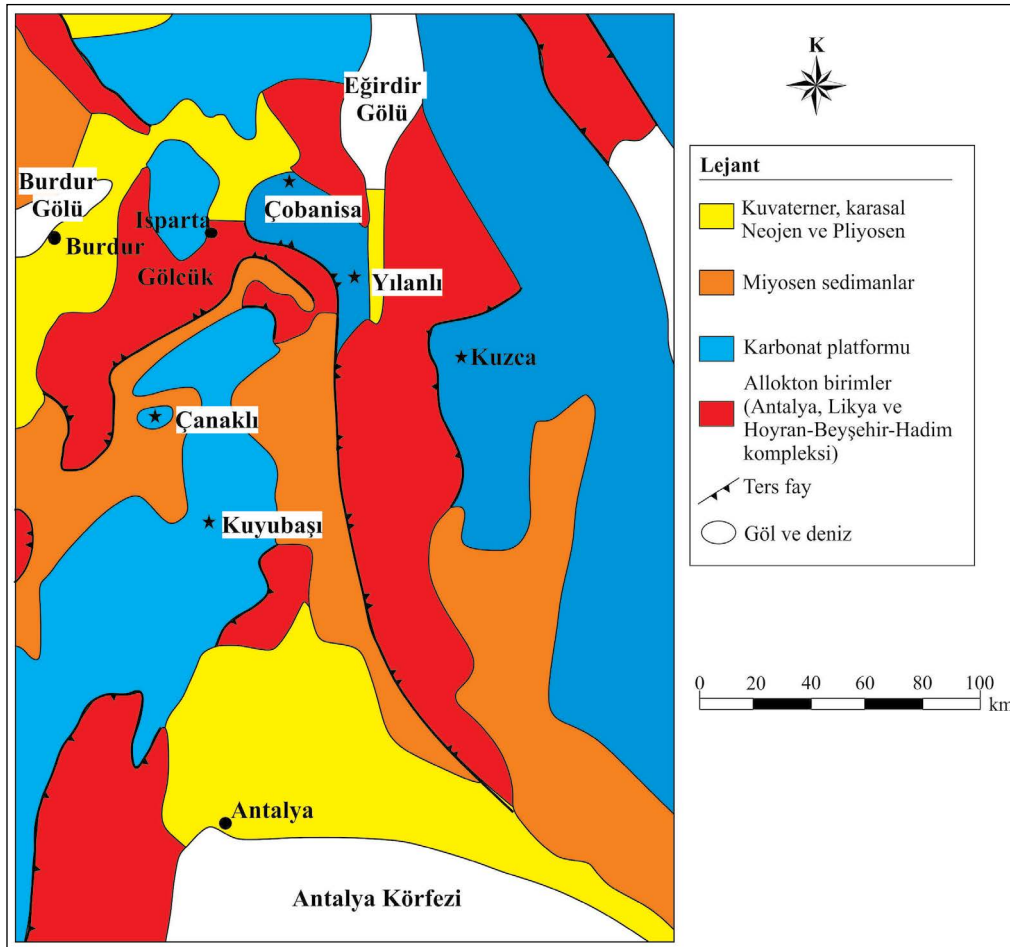 Eğirdir
Gölü
Burdur
Gölü
Çobanisa
Isparta
Burdur
Gölcük
Yılanlı
Kuzca
Çanaklı
Kuyubaşı
Antalya
Antalya Körfezi
K
Lejant
Kuvaterner, karasal
Neojen ve Pliyosen
Miyosen sedimanlar
Karbonat platformu
Allokton birimler
(Antalya, Likya ve
Hoyran-Beyşehir-Hadim
kompleksi)
Ters fay
Göl ve deniz
0 20 40 60 80 100
km